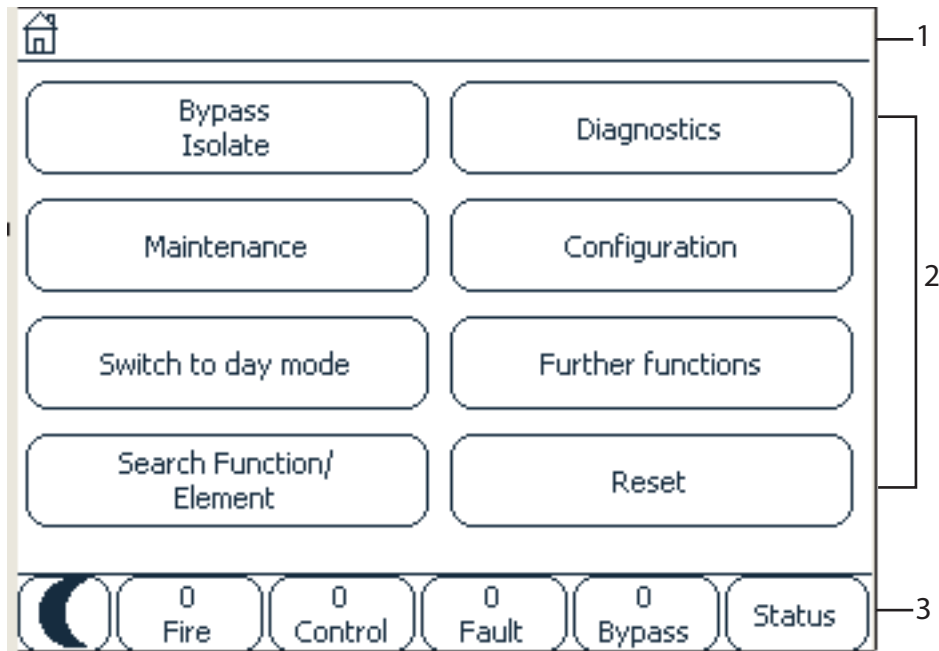 1
Bypass
Isolate
Diagnostics
Maintenance
Configuration
2
Switch to day mode
Further functions
Search Function/
Element
Reset
0
Fire
0
Control
0
Fault
0
Bypass
Status
3